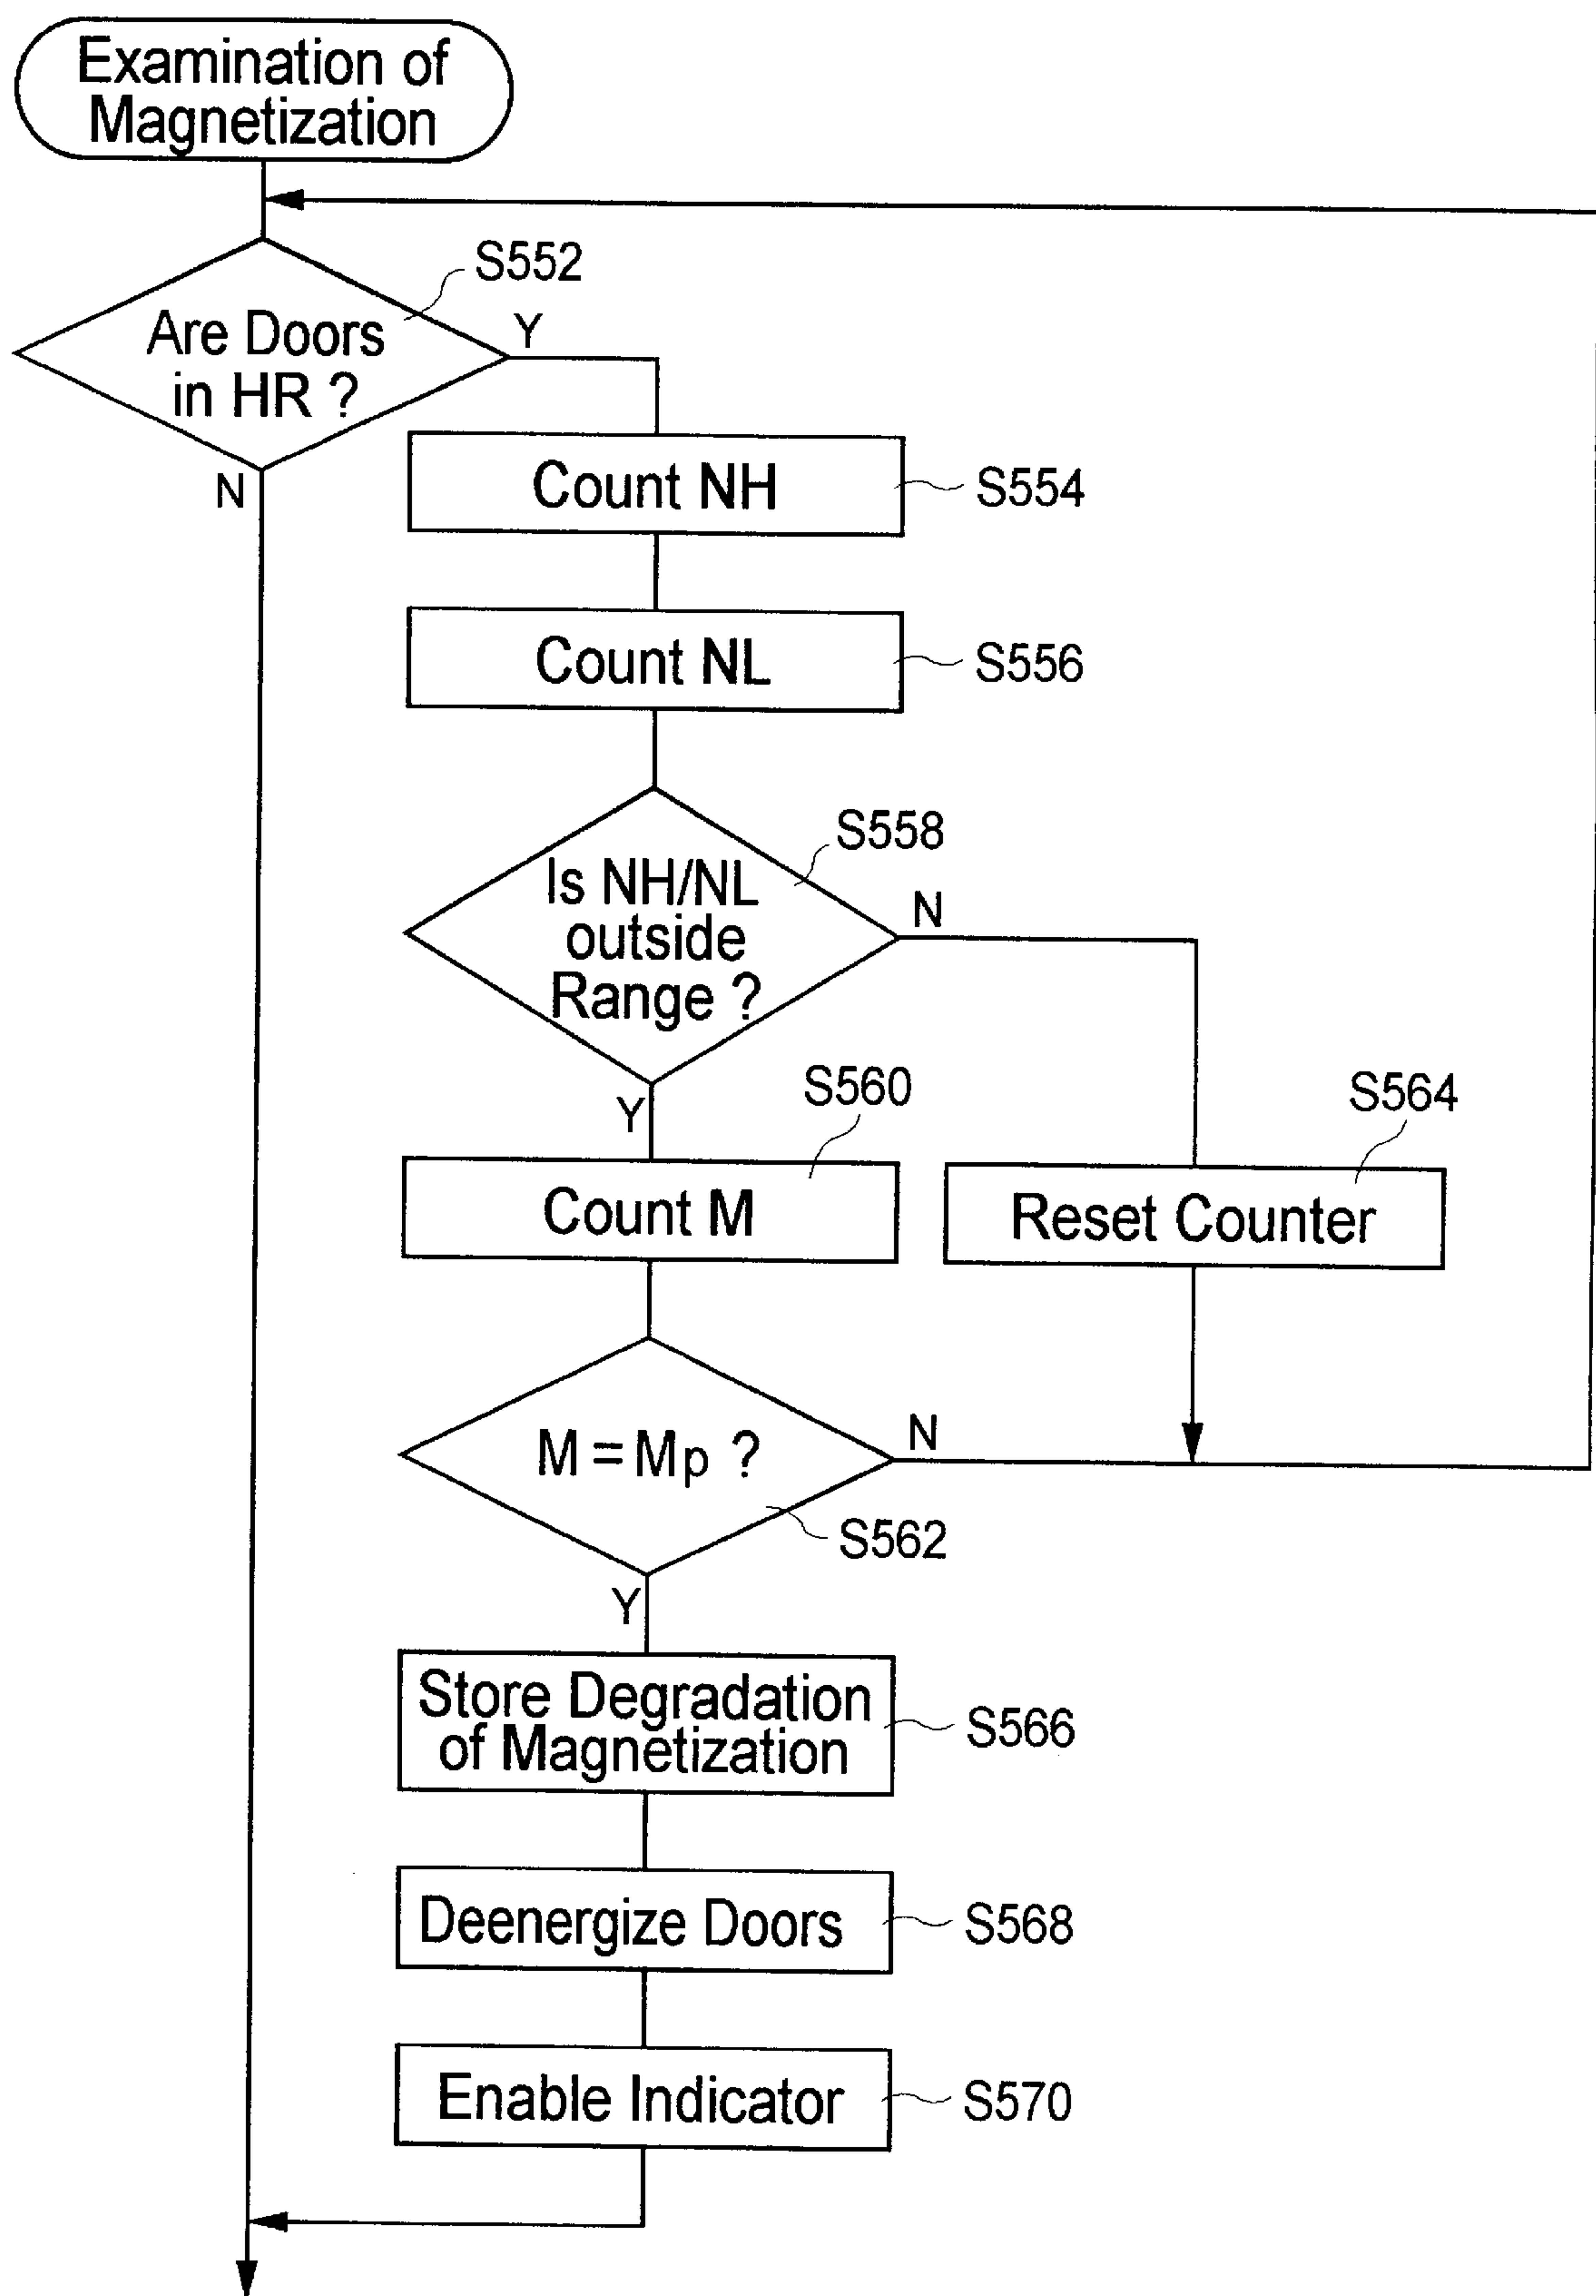 Examination of
Magnetization
S552
Are Doors
in HR ?
Y
N
Count NH
S554
Count NL
S556
S558
Is NH/NL
outside
Range ?
N
Y
S560
S564
Count M
Reset Counter
M = Mp ?
N
S562
Y
Store Degradation
of Magnetization
S566
Deenergize Doors
S568
Enable Indicator
S570